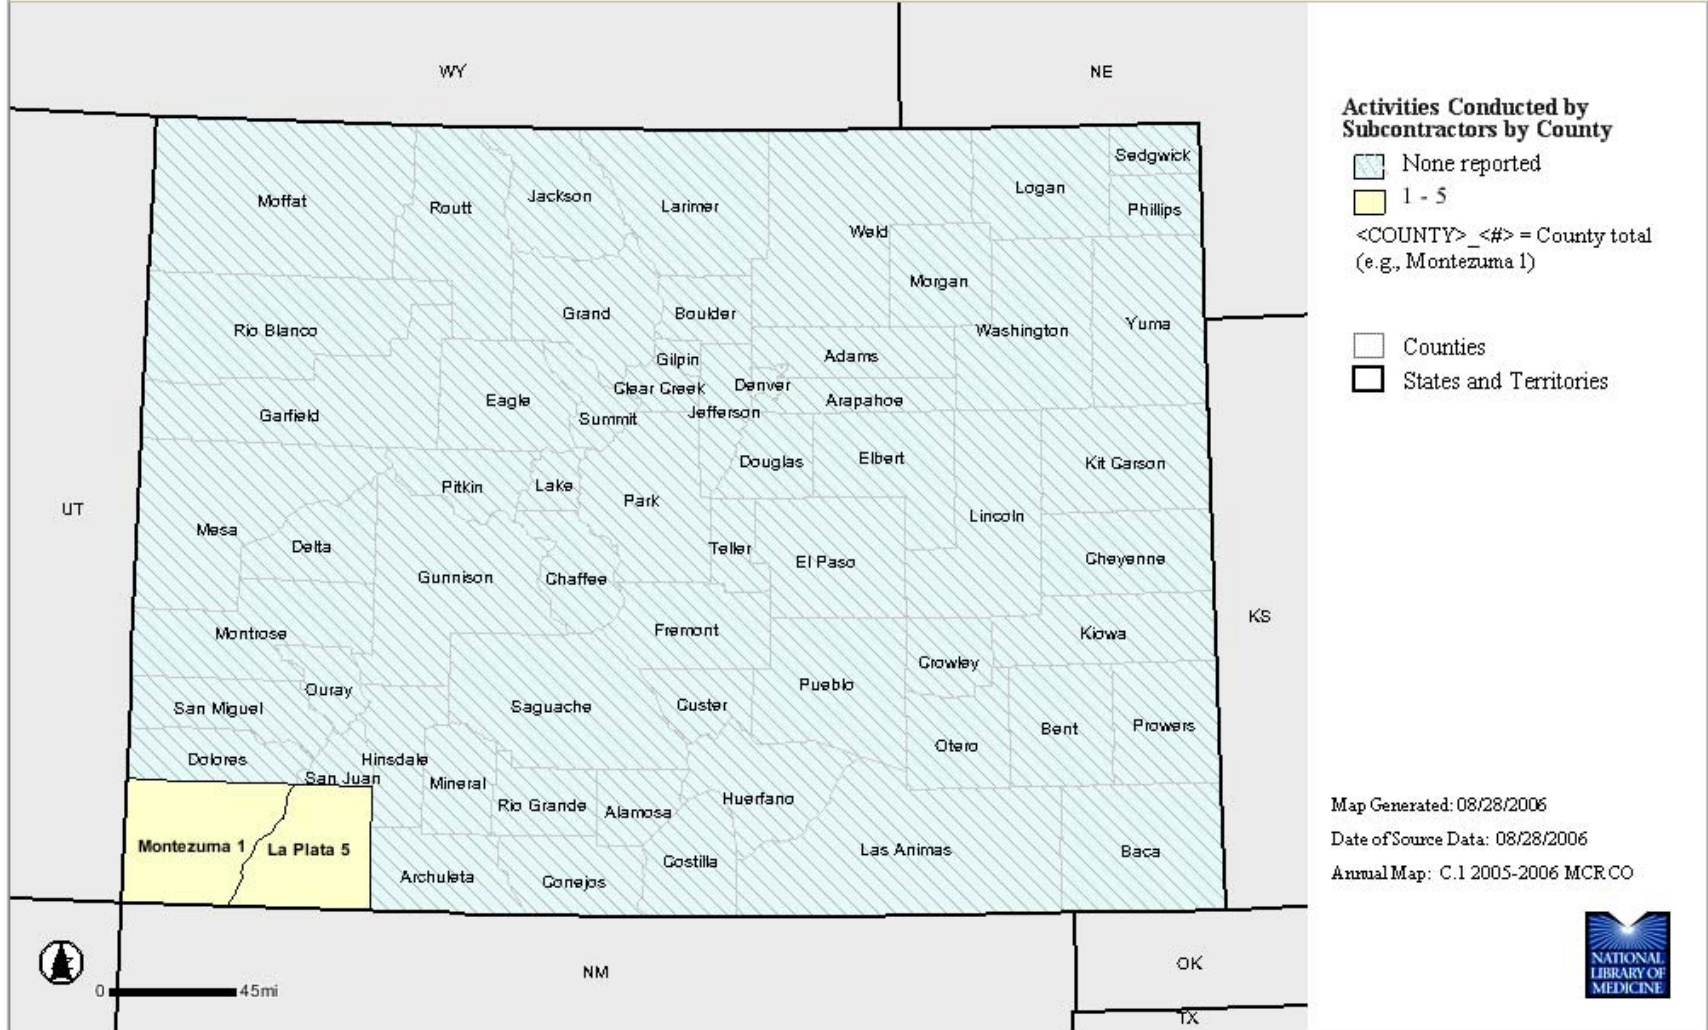 WY
NE
Activities Conducted by
Subcontractors by County
None reported
1 - 5
<COUNTY>_<#> = County total
(e.g., Montezuma 1)
Counties
States and Territories
Sedgwick
Moffat
Routt
Jackson
Larimer
Logan
Phillips
Weld
Morgan
Rio Blanco
Grand
Boulder
Washington
Yuma
Gilpin
Adams
Clear Creek
Denver
Garfield
Eagle
Summit
Jefferson
Arapahoe
Douglas
Elbert
Kit Carson
Pitkin
Lake
Park
UT
Mesa
Delta
Lincoln
Teller
El Paso
Cheyenne
Gunnison
Chaffee
KS
Montrose
Fremont
Kiowa
Crowley
Ouray
Pueblo
San Miguel
Saguache
Custer
Bent
Prowers
Otero
Dolores
Hinsdale
San Juan
Mineral
Rio Grande
Alamosa
Huerfano
Montezuma 1
La Plata 5
Costilla
Las Animas
Baca
Archuleta
Conejos
Map Generated: 08/28/2006
Date of Source Data: 08/28/2006
Annual Map: C.1 2005-2006 MCR CO
NM
OK
TX
0
45mi
NATIONAL
LIBRARY OF
MEDICINE